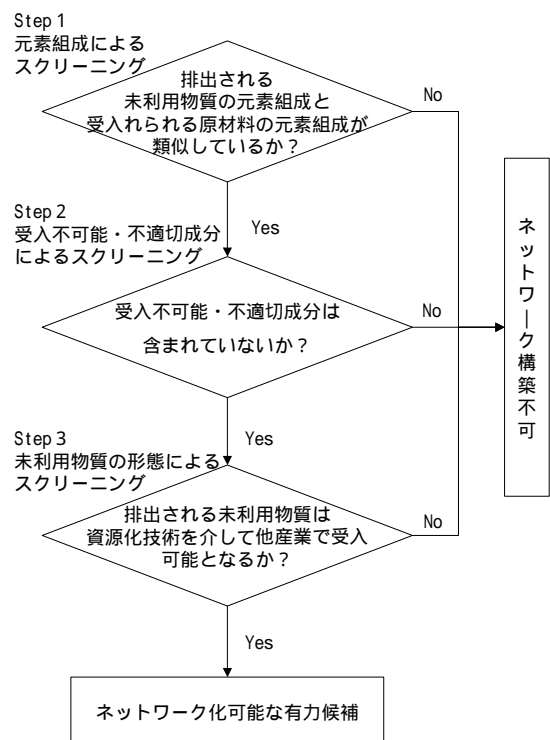 Step 1
元素組成による
スクリーニング
排出される
未利用物質の元素組成と
受入れられる原材料の元素組成が
類似しているか？
No
Step 2
受入不可能・不適切成分
によるスクリーニング
Yes
受入不可能・不適切成分は
含まれていないか？
No
ネットワーク構築不可
Step 3
未利用物質の形態による
スクリーニング
Yes
排出される未利用物質は
資源化技術を介して他産業で受入
可能となるか？
No
Yes
ネットワーク化可能な有力候補